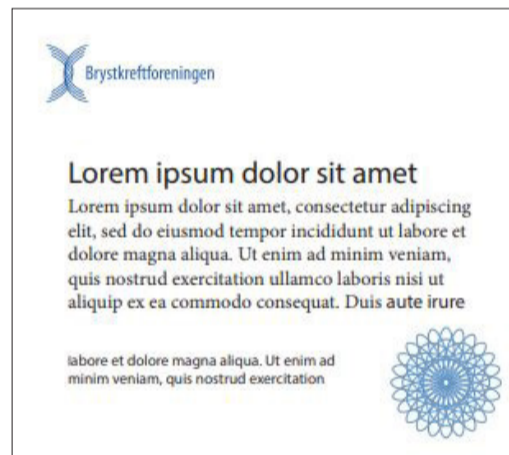 Brystkreftforeningen
Lorem ipsum dolor sit amet
Lorem ipsum dolor sit amet, consectetur adipiscing
elit, sed do eiusmod tempor incididunt ut labore et
dolore magna aliqua. Ut enim ad minim veniam,
quis nostrud exercitation ullamco laboris nisi ut
aliquip ex ea commodo consequat. Duis aute irure
labore et dolore magna aliqua. Ut enim ad
minim veniam, quis nostrud exercitation